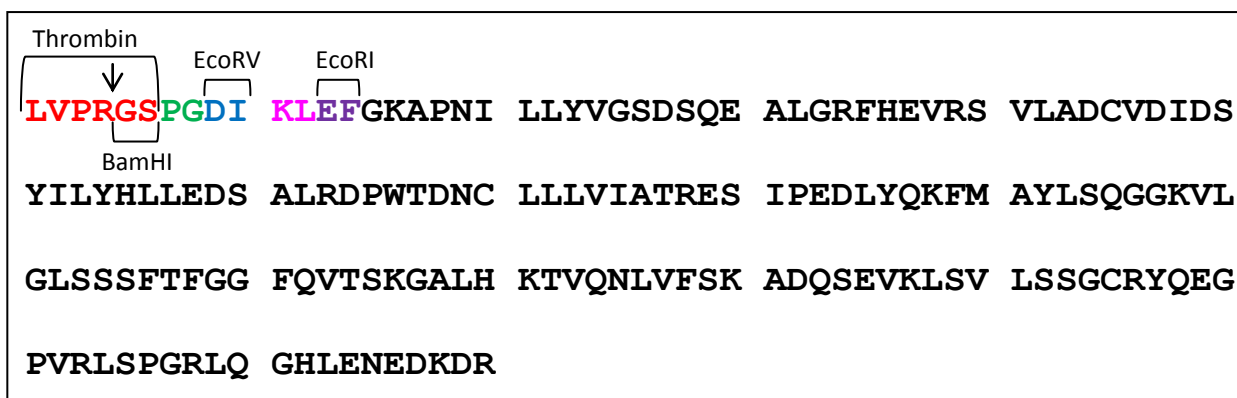 Thrombin
EcoRV EcoRI
LVPRGSPGDI KLEFGKAPNI LLYVGSDSQE ALGRFHEVRS VLADCVDIDS
BamHI
YILYHLLEDS ALRDPWTDNC LLLVIATRES IPEDLYQKFM AYLSQGGKVL
GLSSSFTFGG FQVTSKGALH KTVQNLVFSK ADQSEVKLSV LSSGCRYQEG
PVRLSPGRLQ GHLENEDKDR